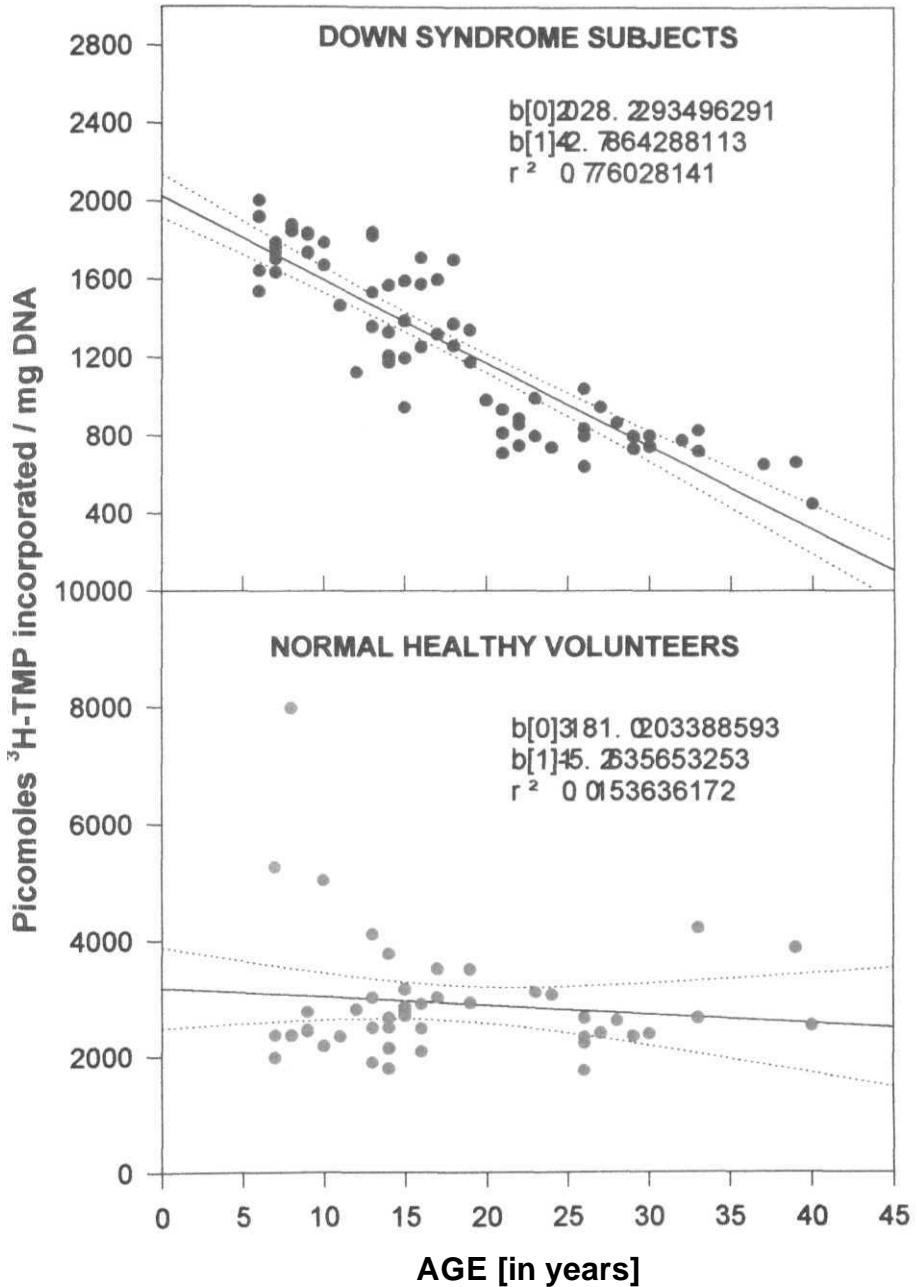 DOWN SYNDROME SUBJECTS
b[0]2028.2293496291
b[1]42.7864288113
r² 0.776028141
2800
2400
2000
1600
1200
800
400
10000
NORMAL HEALTHY VOLUNTEERS
b[0]3181.0203388593
b[1]-15.2635653253
r² 0.0153636172
8000
6000
4000
2000
0
Picomoles ³H-TMP incorporated / mg DNA
0 5 10 15 20 25 30 35 40 45
AGE [in years]